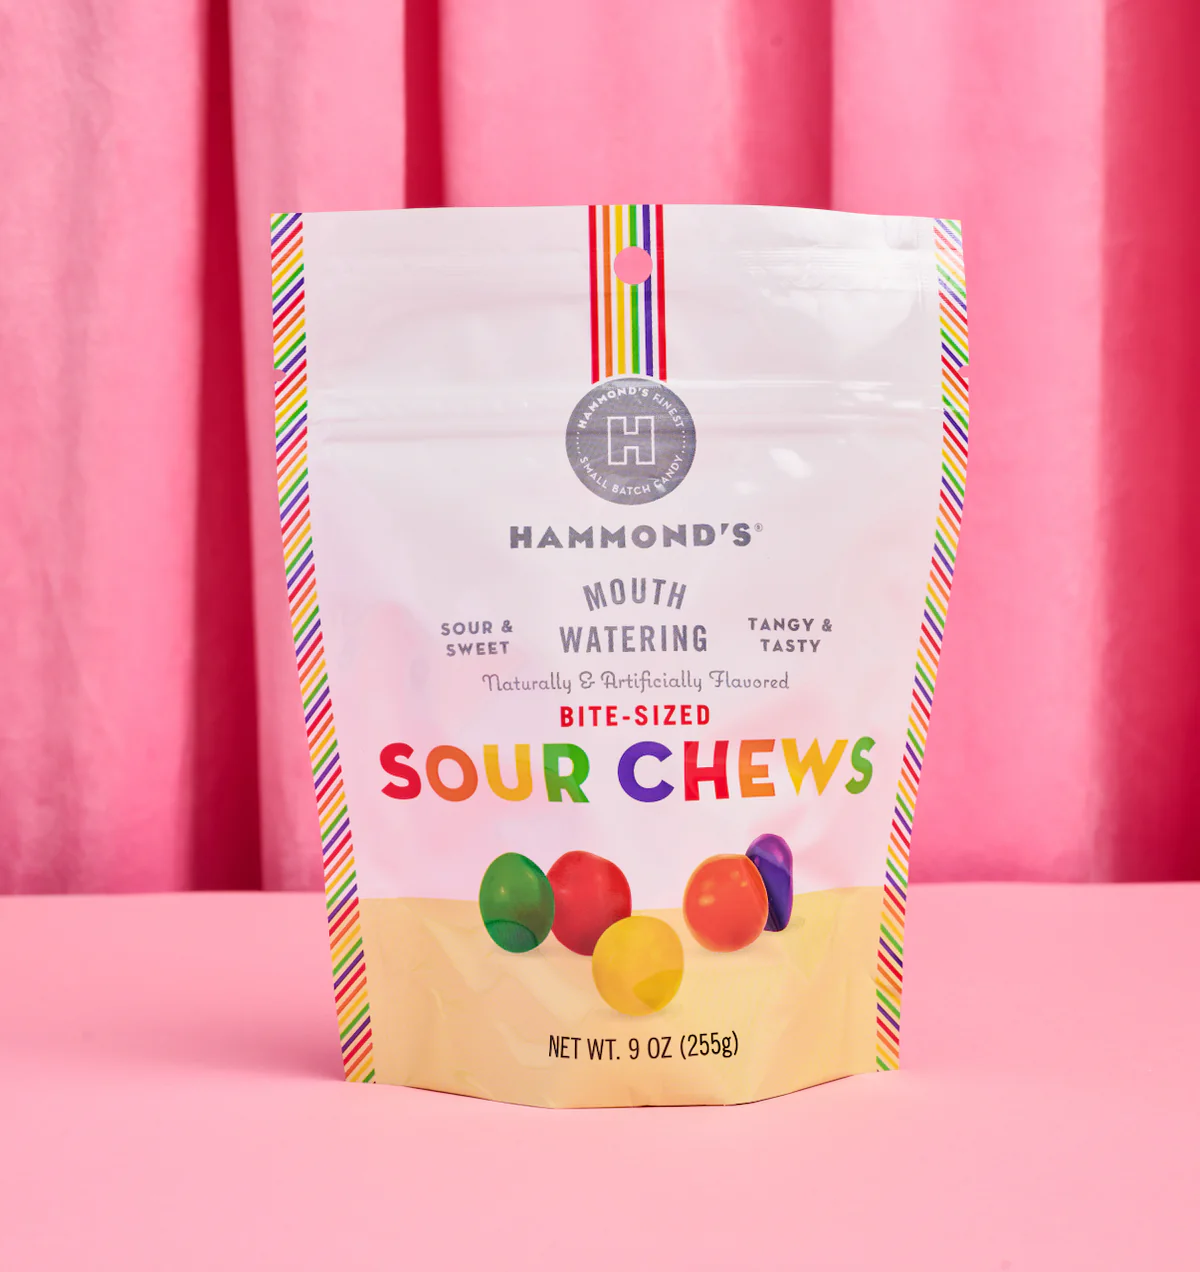 HAMMOND'S FINEST
H
SMALL BATCH CANDY
HAMMOND'S®
MOUTH
WATERING
SOUR &
SWEET
TANGY &
TASTY
Naturally & Artificially Flavored
BITE-SIZED
SOUR CHEWS
NET WT. 9 OZ (255g)